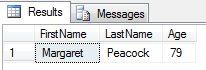 Results Messages
FirstName LastName Age
1 Margaret Peacock 79